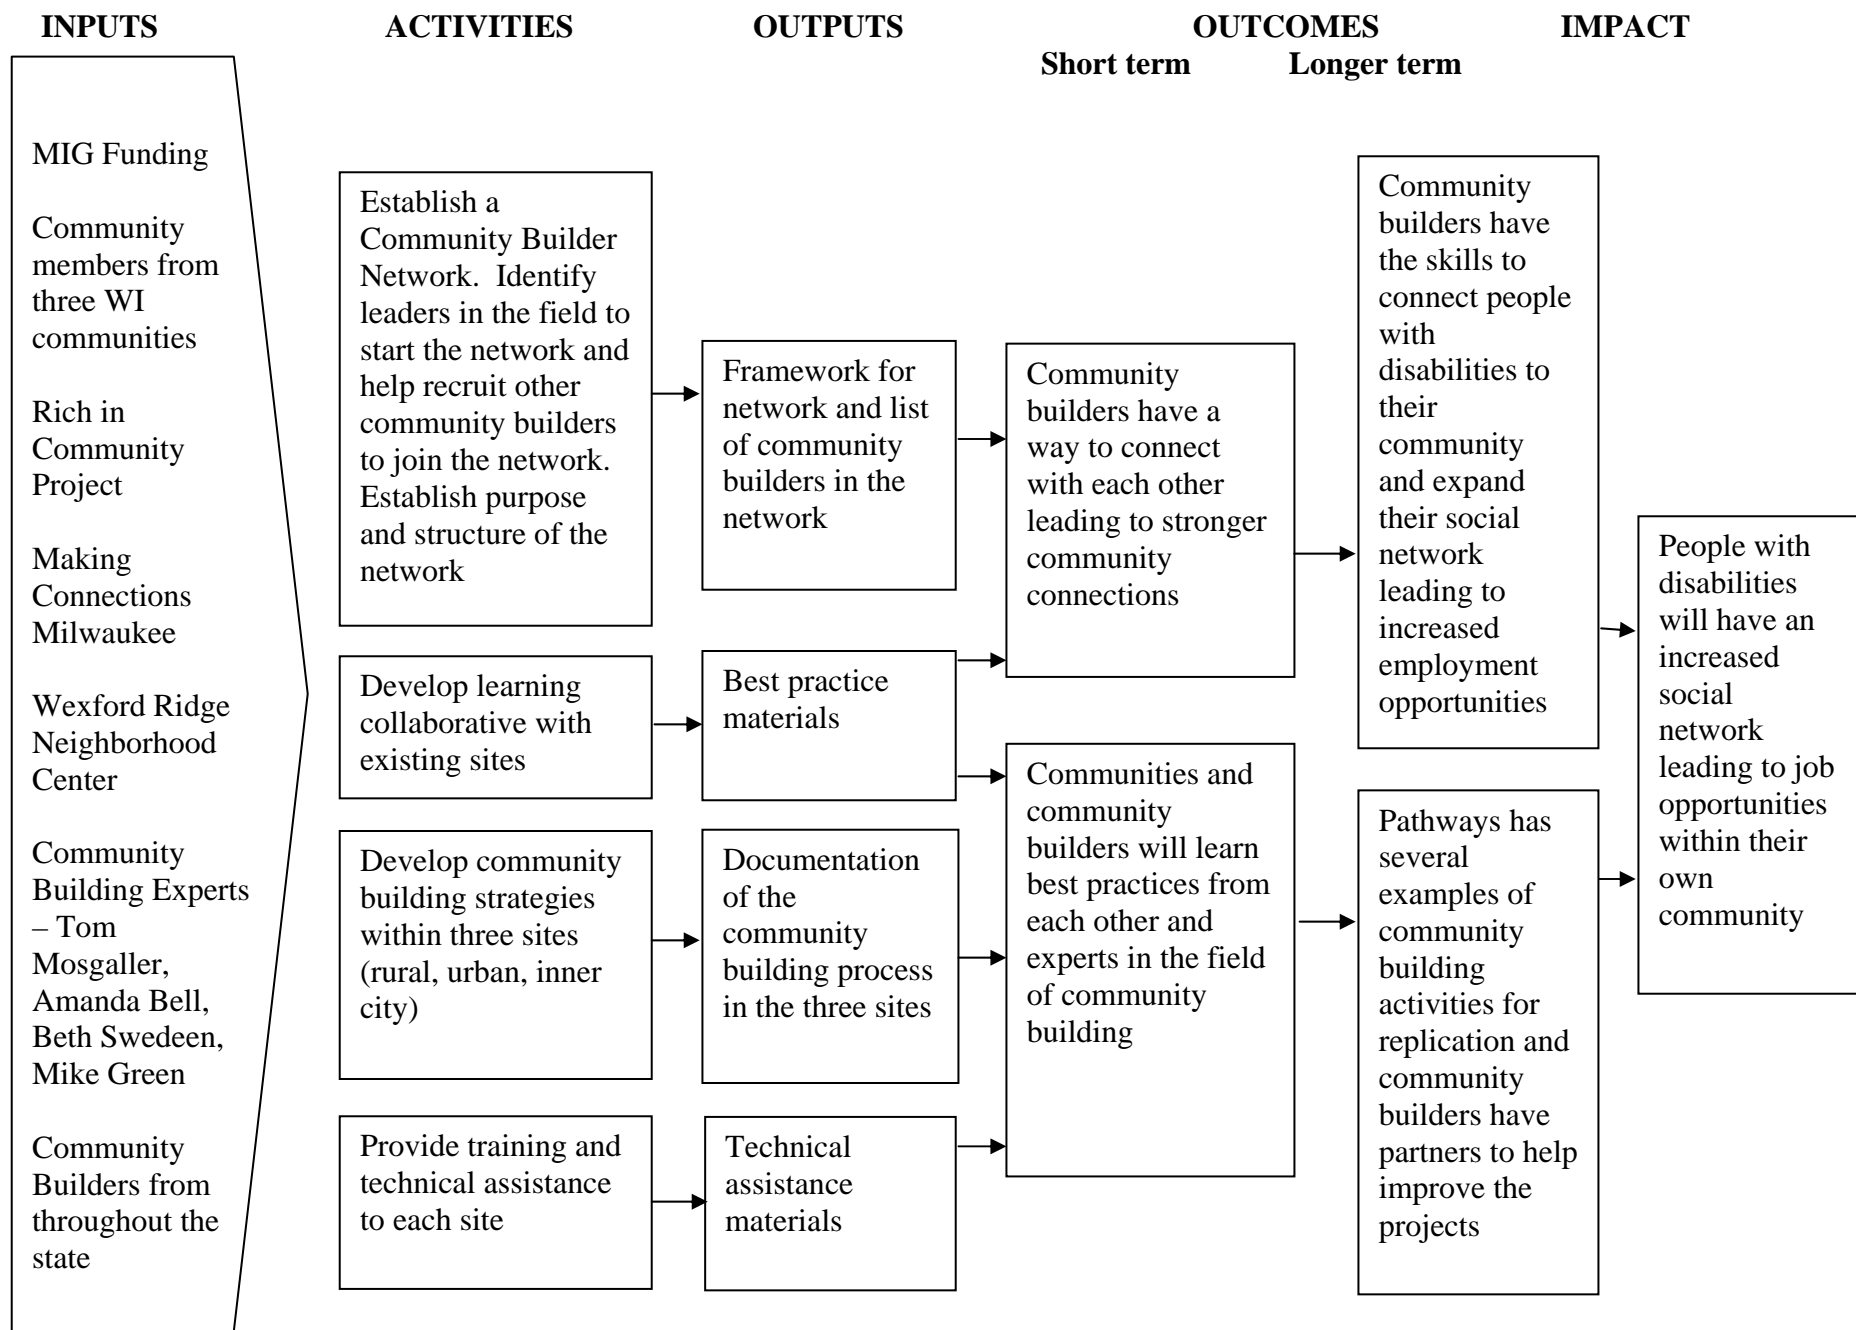 INPUTS
ACTIVITIES
OUTPUTS
OUTCOMES
IMPACT
Short term
Longer term
MIG Funding
Community
members from
three WI
communities
Rich in
Community
Project
Making
Connections
Milwaukee
Wexford Ridge
Neighborhood
Center
Community
Building Experts
– Tom
Mosgaller,
Amanda Bell,
Beth Swedeen,
Mike Green
Community
Builders from
throughout the
state
Establish a
Community Builder
Network.  Identify
leaders in the field to
start the network and
help recruit other
community builders
to join the network.
Establish purpose
and structure of the
network
Develop learning
collaborative with
existing sites
Develop community
building strategies
within three sites
(rural, urban, inner
city)
Provide training and
technical assistance
to each site
Framework for
network and list
of community
builders in the
network
Best practice
materials
Documentation
of the
community
building process
in the three sites
Technical
assistance
materials
Community
builders have a
way to connect
with each other
leading to stronger
community
connections
Communities and
community
builders will learn
best practices from
each other and
experts in the field
of community
building
Community
builders have
the skills to
connect people
with
disabilities to
their
community
and expand
their social
network
leading to
increased
employment
opportunities
Pathways has
several
examples of
community
building
activities for
replication and
community
builders have
partners to help
improve the
projects
People with
disabilities
will have an
increased
social
network
leading to job
opportunities
within their
own
community